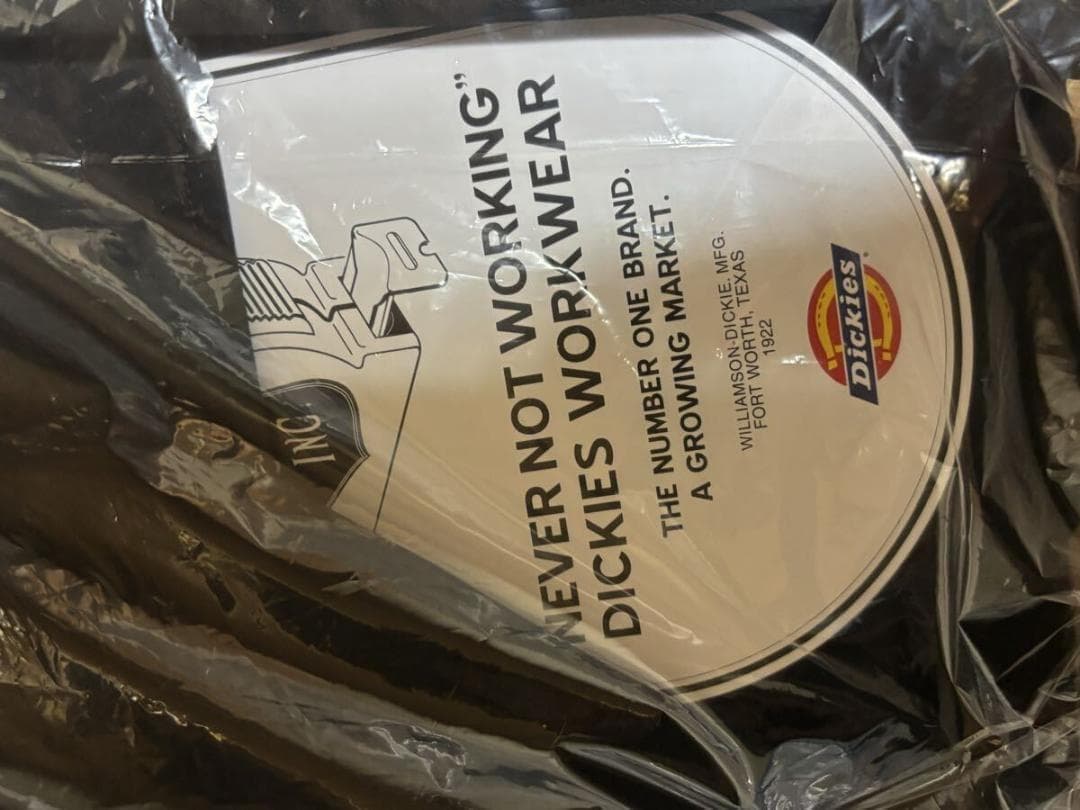 ING
NEVER NOT WORKING”
DICKIES WORKWEAR
THE NUMBER ONE BRAND.
A GROWING MARKET.
WILLIAMSON-DICKIE. MFG.
FORT WORTH, TEXAS
1922
Dickies